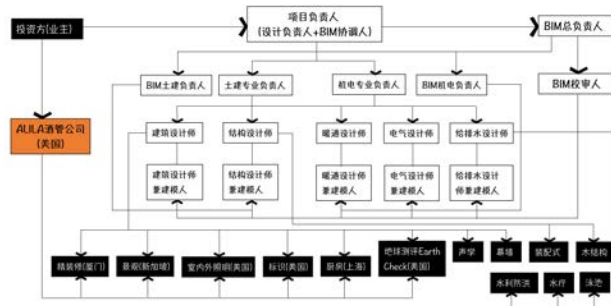 投资方(业主)
项目负责人
(设计负责人+BIM协调人)
BIM总负责人
BIM土建负责人
土建专业负责人
机电专业负责人
BIM机电负责人
BIM校审人
ALILA酒管公司
(美国)
建筑设计师
结构设计师
暖通设计师
电气设计师
给排水设计师
建筑设计师
兼建模人
结构设计师
兼建模人
暖通设计师
兼建模人
电气设计师
兼建模人
给排水设计
师兼建模人
精装修(厦门)
景观(新加坡)
室内外照明(美国)
标识(美国)
厨房(上海)
地球测评Earth
Check(美国)
声学
幕墙
装配式
木结构
水利防洪
水疗
泳池